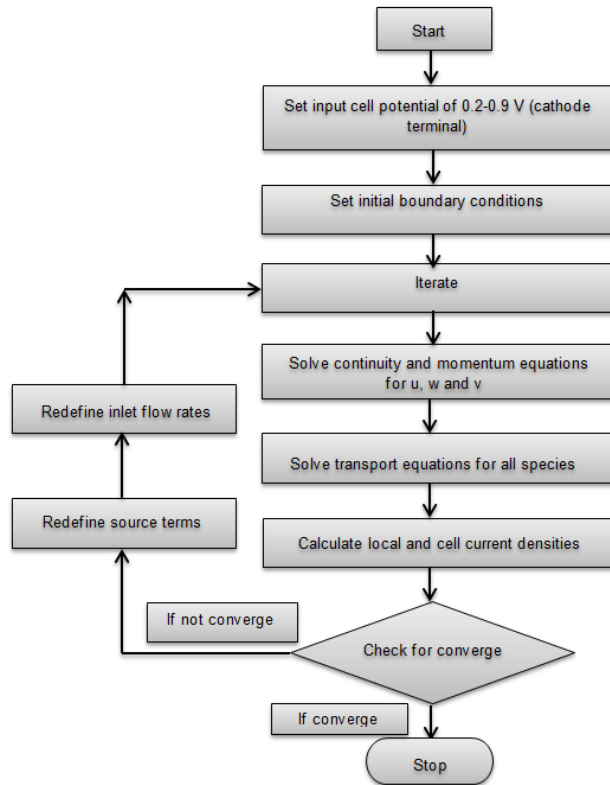 Start
Set input cell potential of 0.2-0.9 V (cathode
terminal)
Set initial boundary conditions
Iterate
Solve continuity and momentum equations
for u, w and v
Redefine inlet flow rates
Solve transport equations for all species
Redefine source terms
Calculate local and cell current densities
If not converge
Check for converge
If converge
Stop